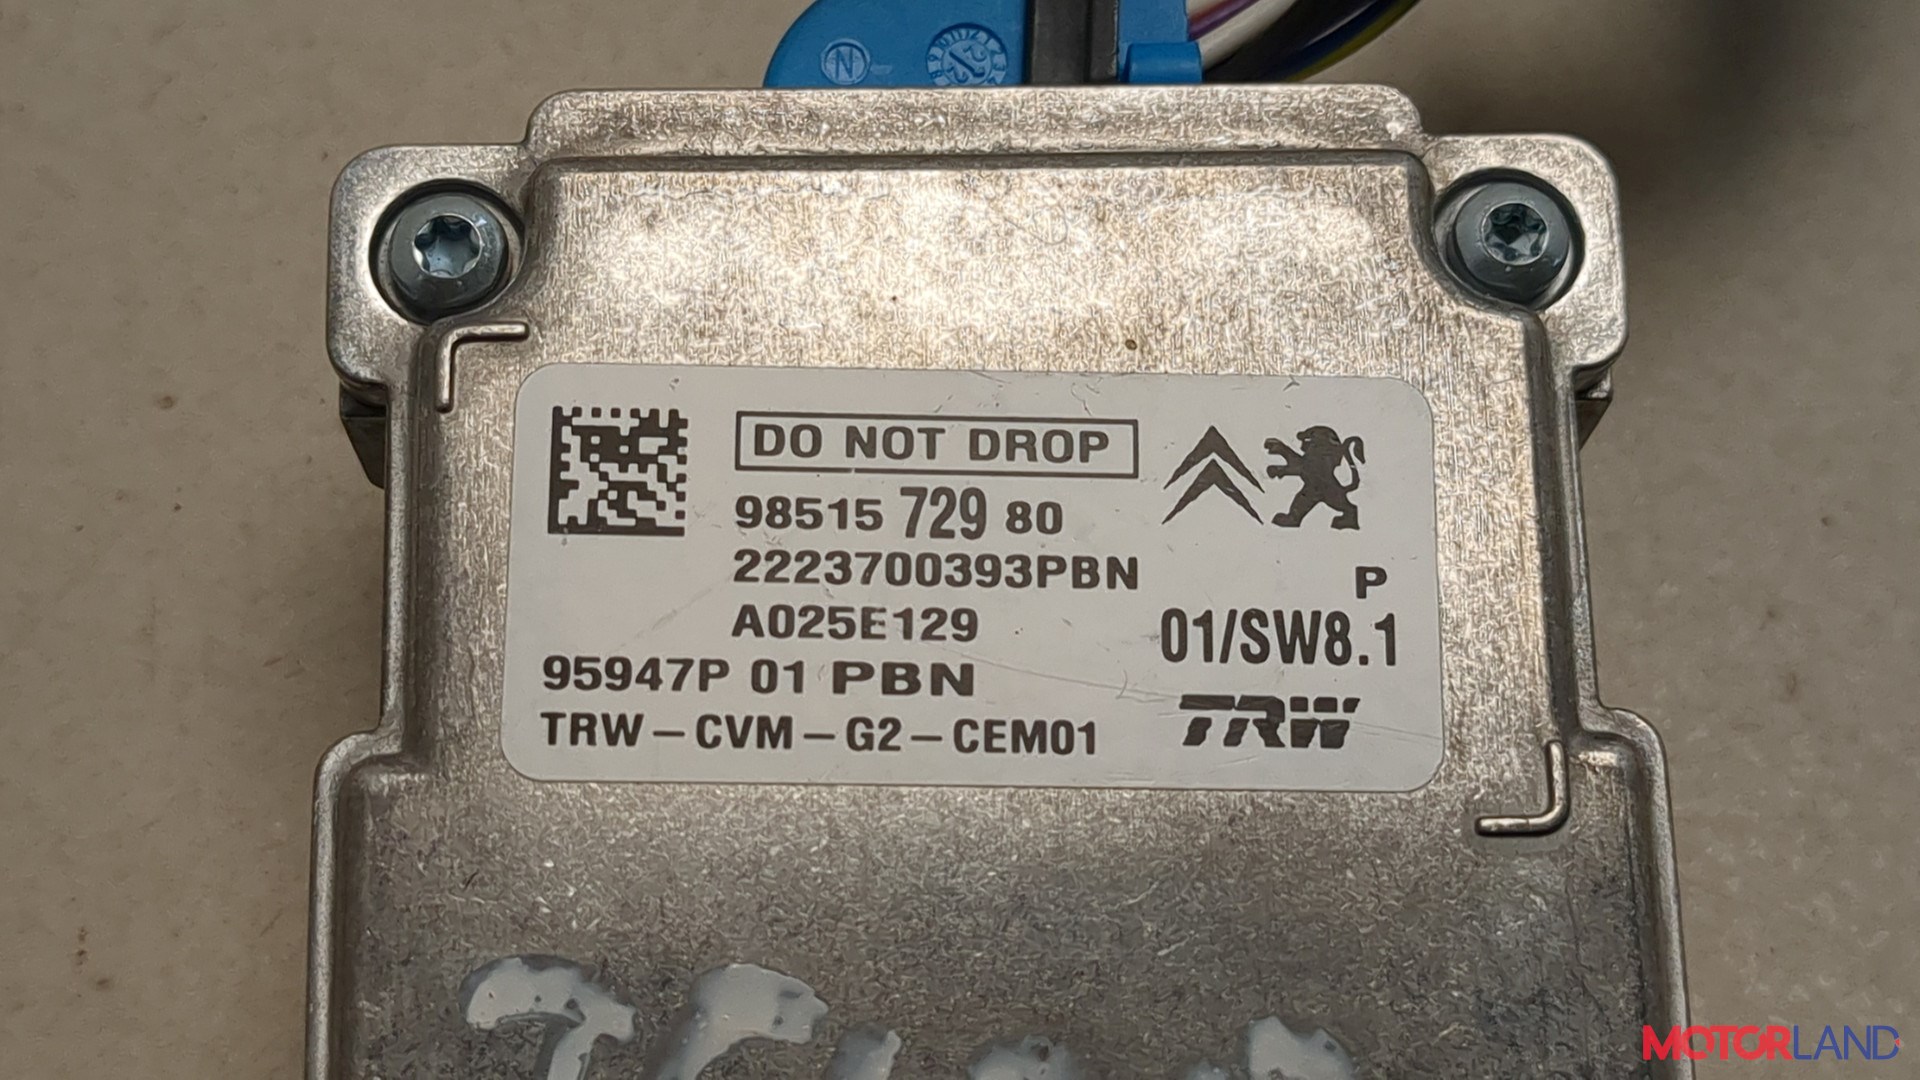 N
DO NOT DROP
98515 729 80
2223700393PBN
P
A025E129
01/SW8.1
95947P 01 PBN
TRW
TRW-CVM-G2-CEM01
MOTORLAND